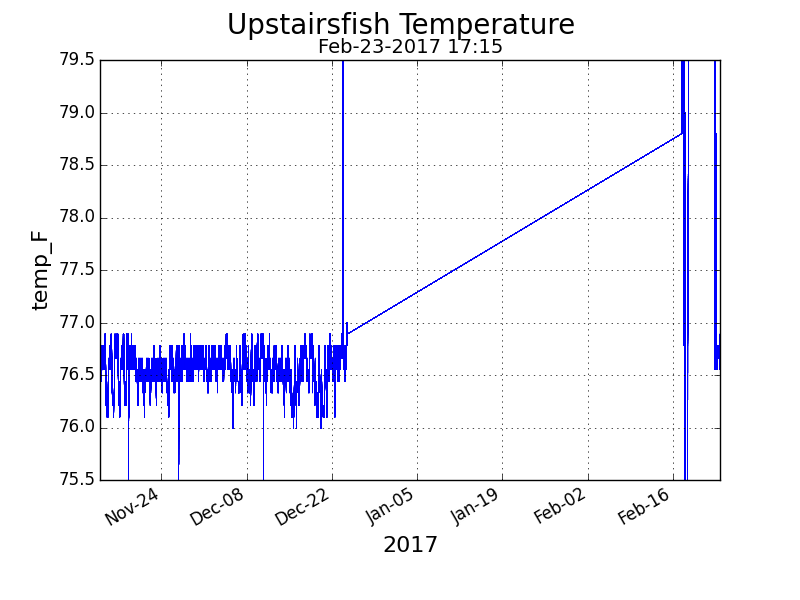 Upstairsfish Temperature
Feb-23-2017 17:15
79.5
79.0
78.5
78.0
77.5
77.0
76.5
76.0
75.5
temp_F
Nov-24
Dec-08
Dec-22
Jan-05
Jan-19
Feb-02
Feb-16
2017